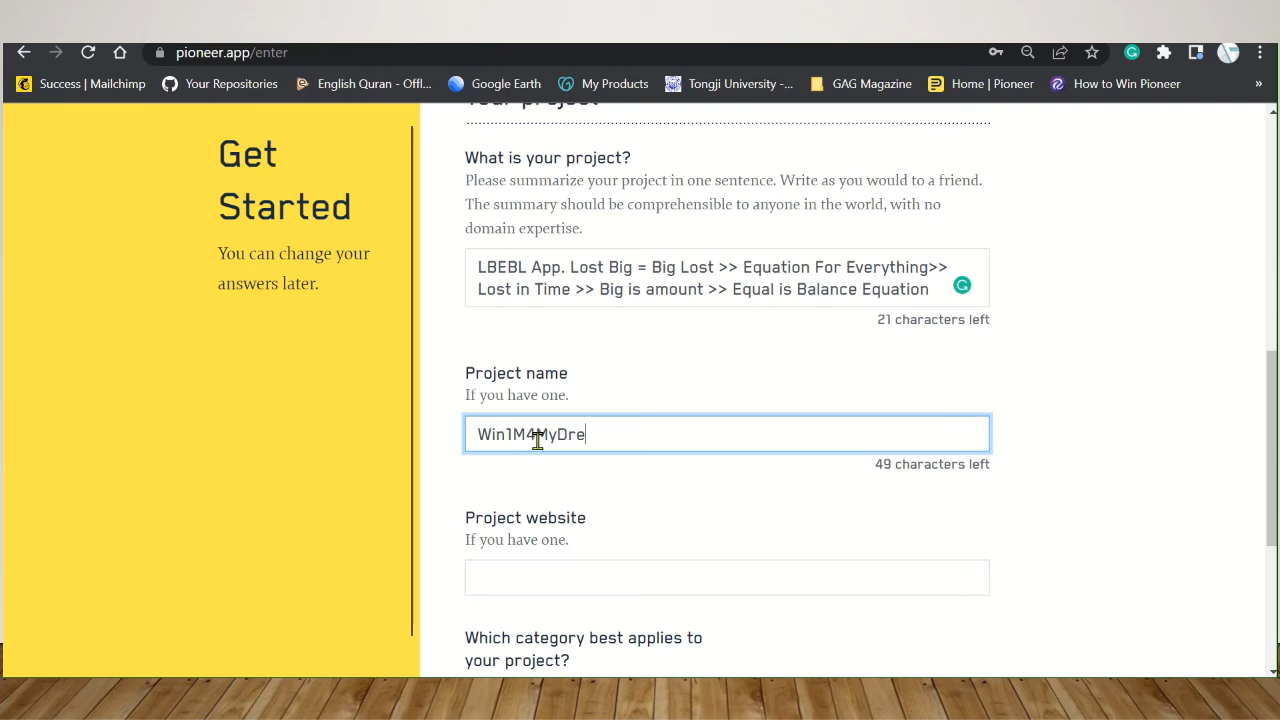 pioneer.app/enter
Success | Mailchimp
Your Repositories
English Quran - Offl...
Google Earth
My Products
Tongji University -...
GAG Magazine
Home | Pioneer
How to Win Pioneer
»
Your project
Get
Started
You can change your
answers later.
What is your project?
Please summarize your project in one sentence. Write as you would to a friend.
The summary should be comprehensible to anyone in the world, with no
domain expertise.
LBEBL App. Lost Big = Big Lost >> Equation For Everything>>
Lost in Time >> Big is amount >> Equal is Balance Equation
21 characters left
Project name
If you have one.
Win1M4MyDre
49 characters left
Project website
If you have one.
Which category best applies to
your project?